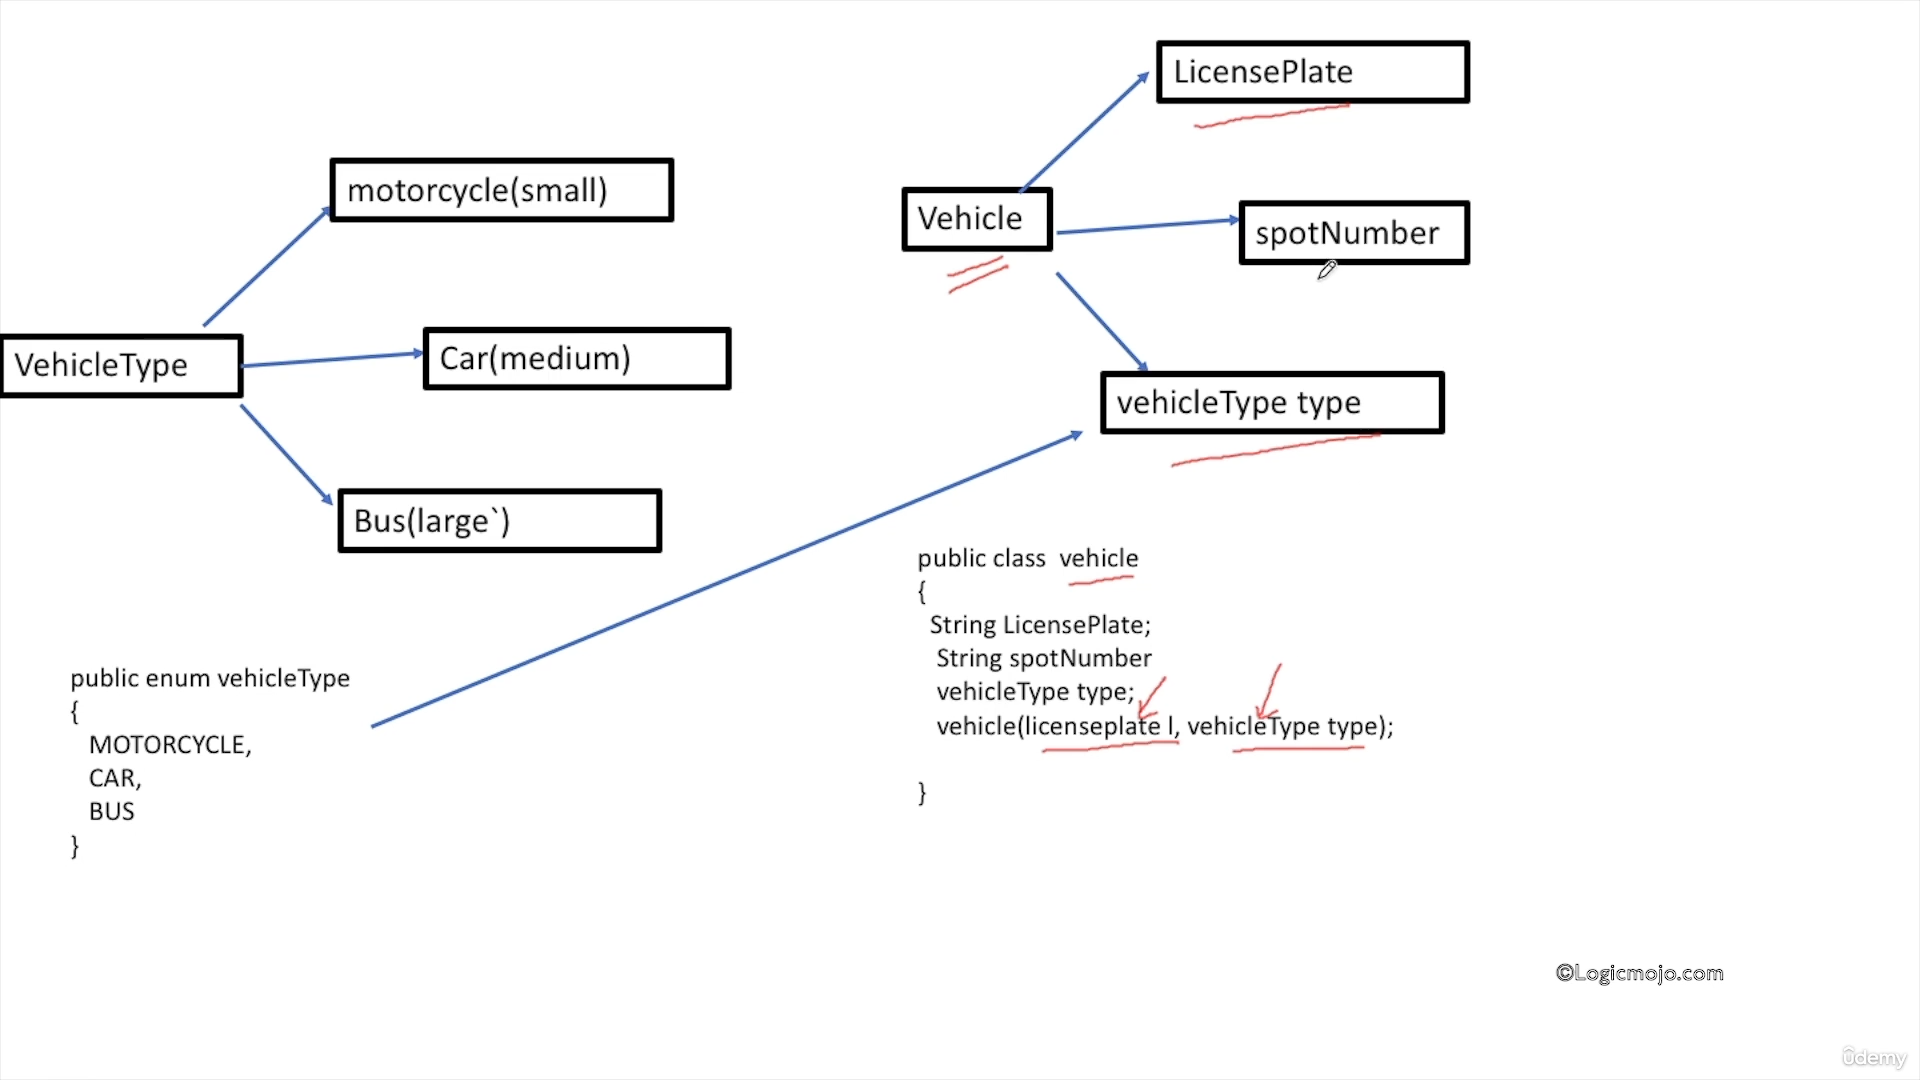 LicensePlate
motorcycle(small)
Vehicle
spotNumber
VehicleType
Car(medium)
vehicleType type
Bus(large`)
public class  vehicle
{
String LicensePlate;
String spotNumber
vehicleType type;
vehicle(licenseplate l, vehicleType type);
}
public enum vehicleType
{
MOTORCYCLE,
CAR,
BUS
}
©Logicmojo.com
ûdemy